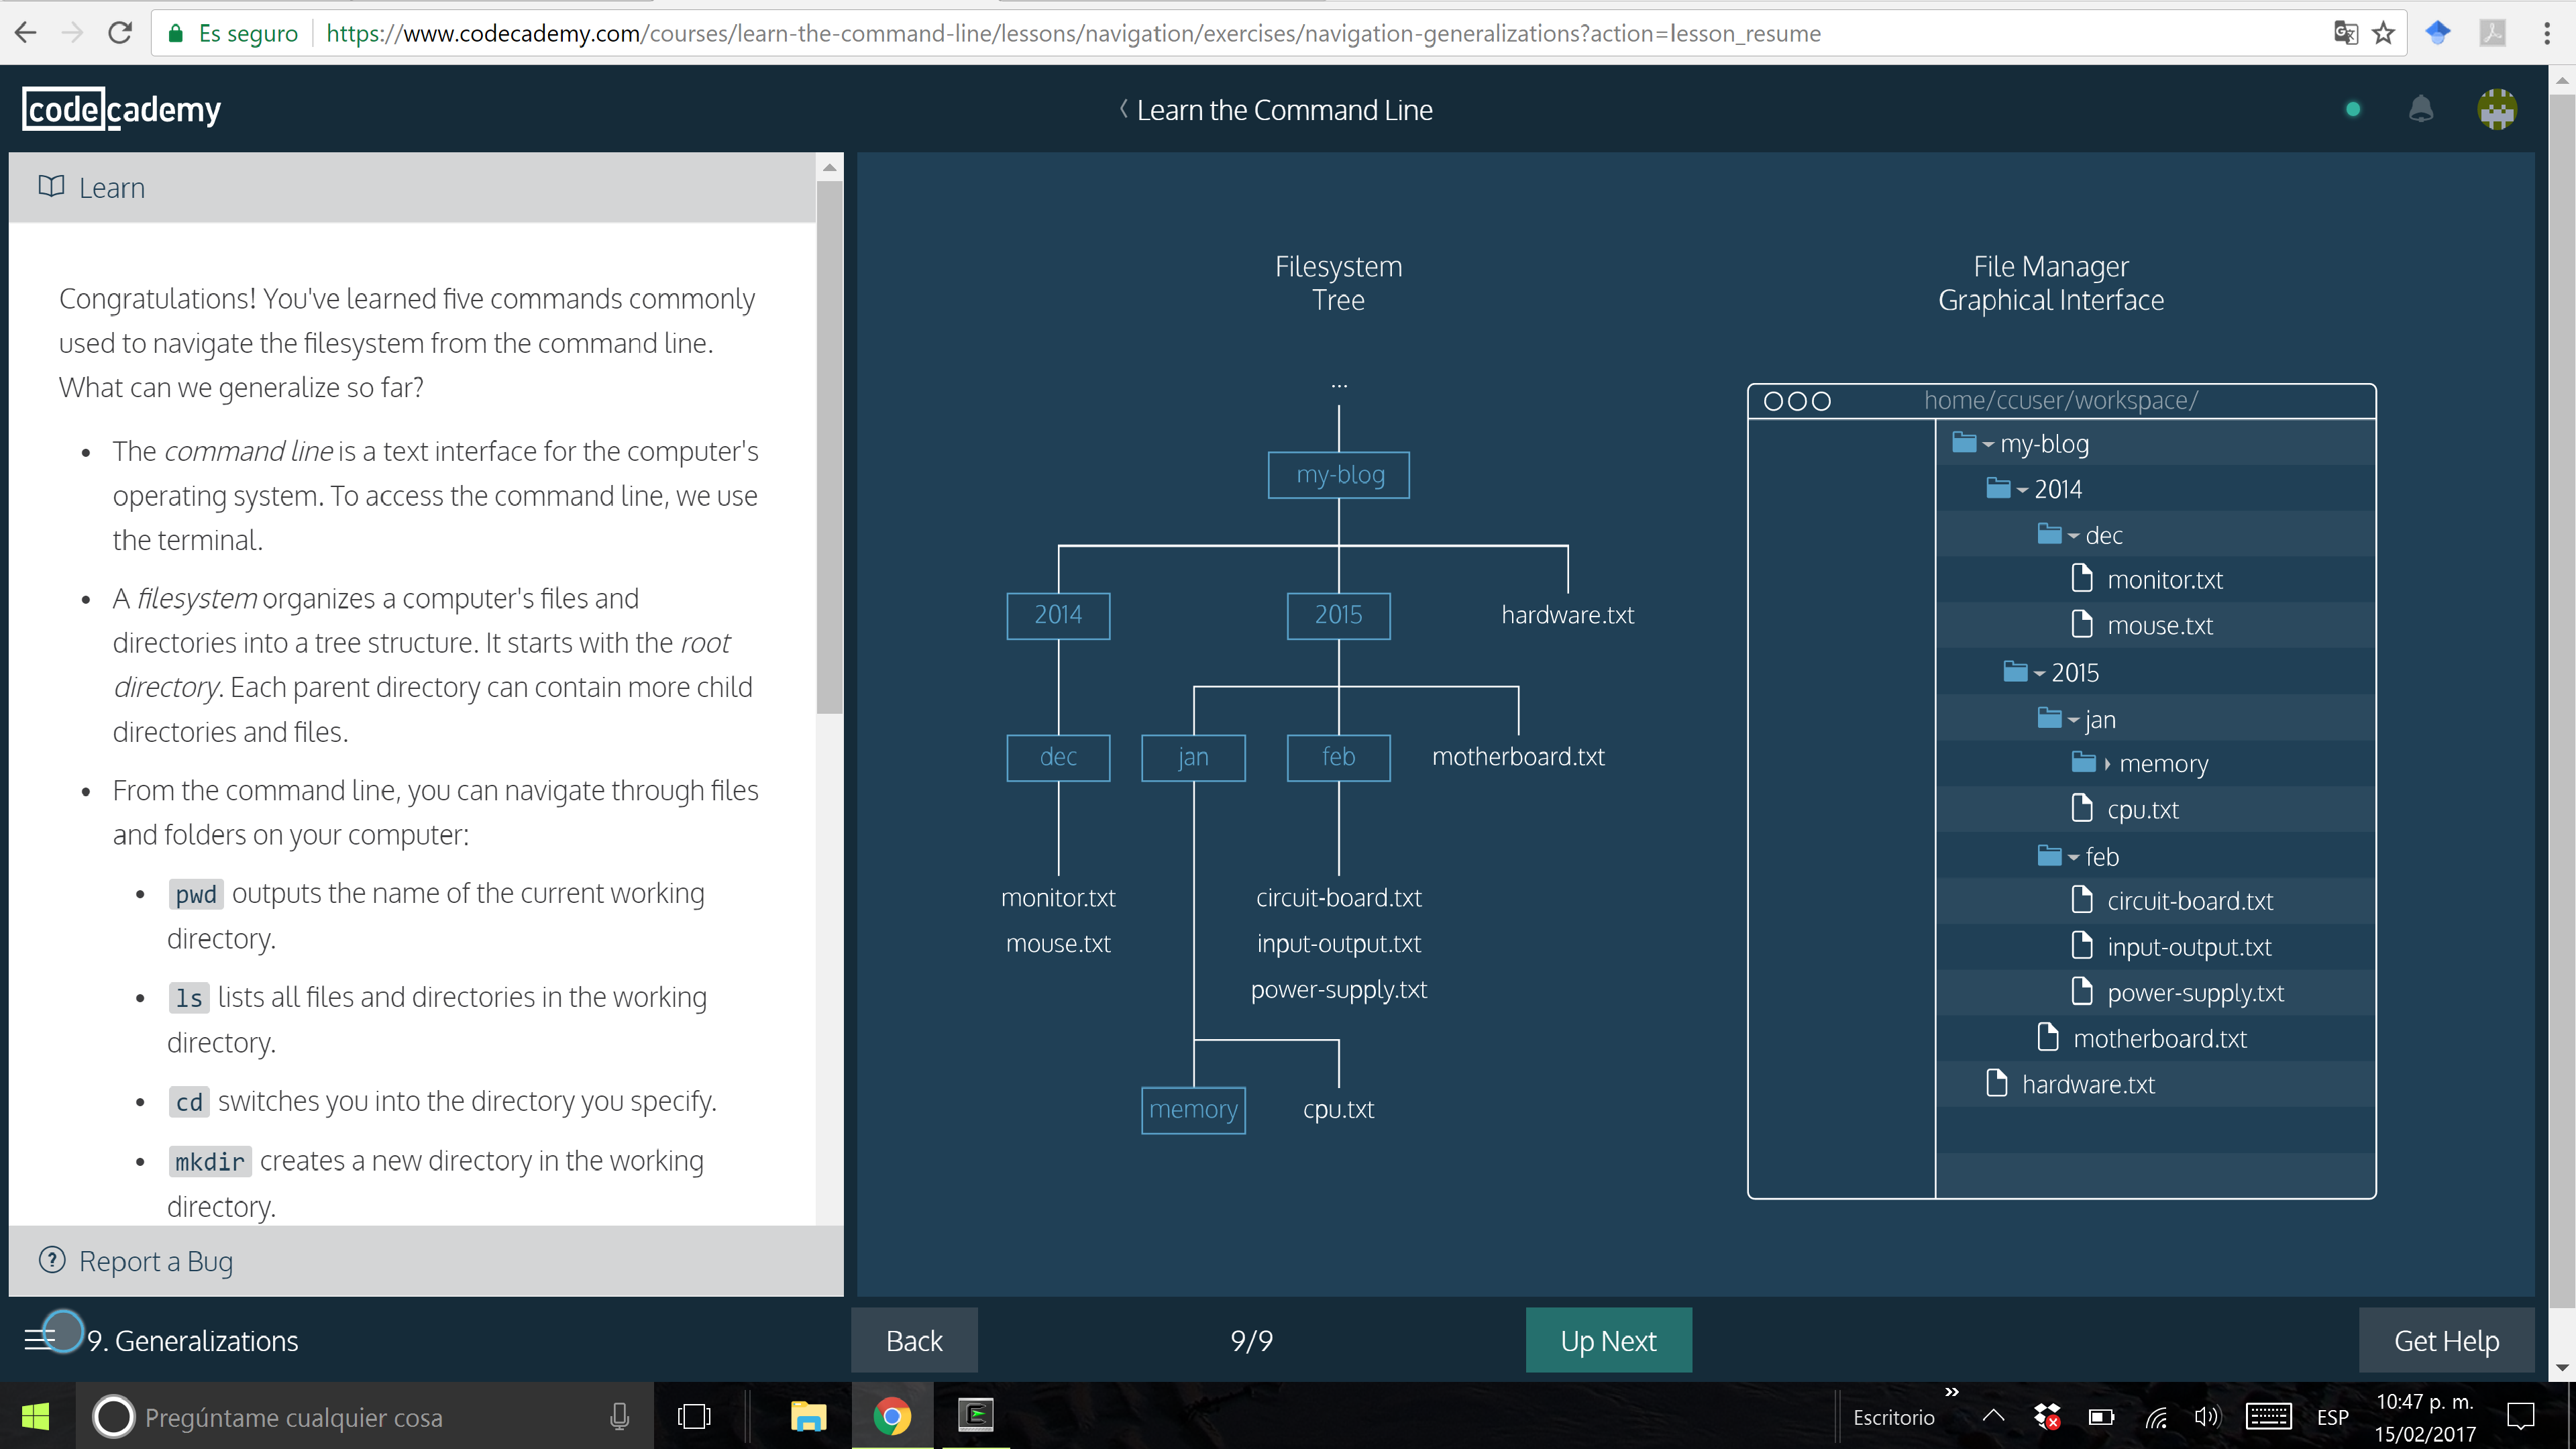 Es seguro
https://www.codecademy.com/courses/learn-the-command-line/lessons/navigation/exercises/navigation-generalizations?action=lesson_resume
codecademy
Learn the Command Line
Learn
Congratulations! You've learned five commands commonly
used to navigate the filesystem from the command line.
What can we generalize so far?
The command line is a text interface for the computer's
operating system. To access the command line, we use
the terminal.
A filesystem organizes a computer's files and
directories into a tree structure. It starts with the root
directory. Each parent directory can contain more child
directories and files.
From the command line, you can navigate through files
and folders on your computer:
pwd outputs the name of the current working
directory.
ls lists all files and directories in the working
directory.
cd switches you into the directory you specify.
mkdir creates a new directory in the working
directory.
Report a Bug
Filesystem
Tree
...
my-blog
2014
2015
hardware.txt
dec
jan
feb
motherboard.txt
monitor.txt
mouse.txt
circuit-board.txt
input-output.txt
power-supply.txt
memory
cpu.txt
File Manager
Graphical Interface
home/ccuser/workspace/
my-blog
2014
dec
monitor.txt
mouse.txt
2015
jan
memory
cpu.txt
feb
circuit-board.txt
input-output.txt
power-supply.txt
motherboard.txt
hardware.txt
9. Generalizations
Back
9/9
Up Next
Get Help
Pregúntame cualquier cosa
Escritorio
ESP
10:47 p. m.
15/02/2017